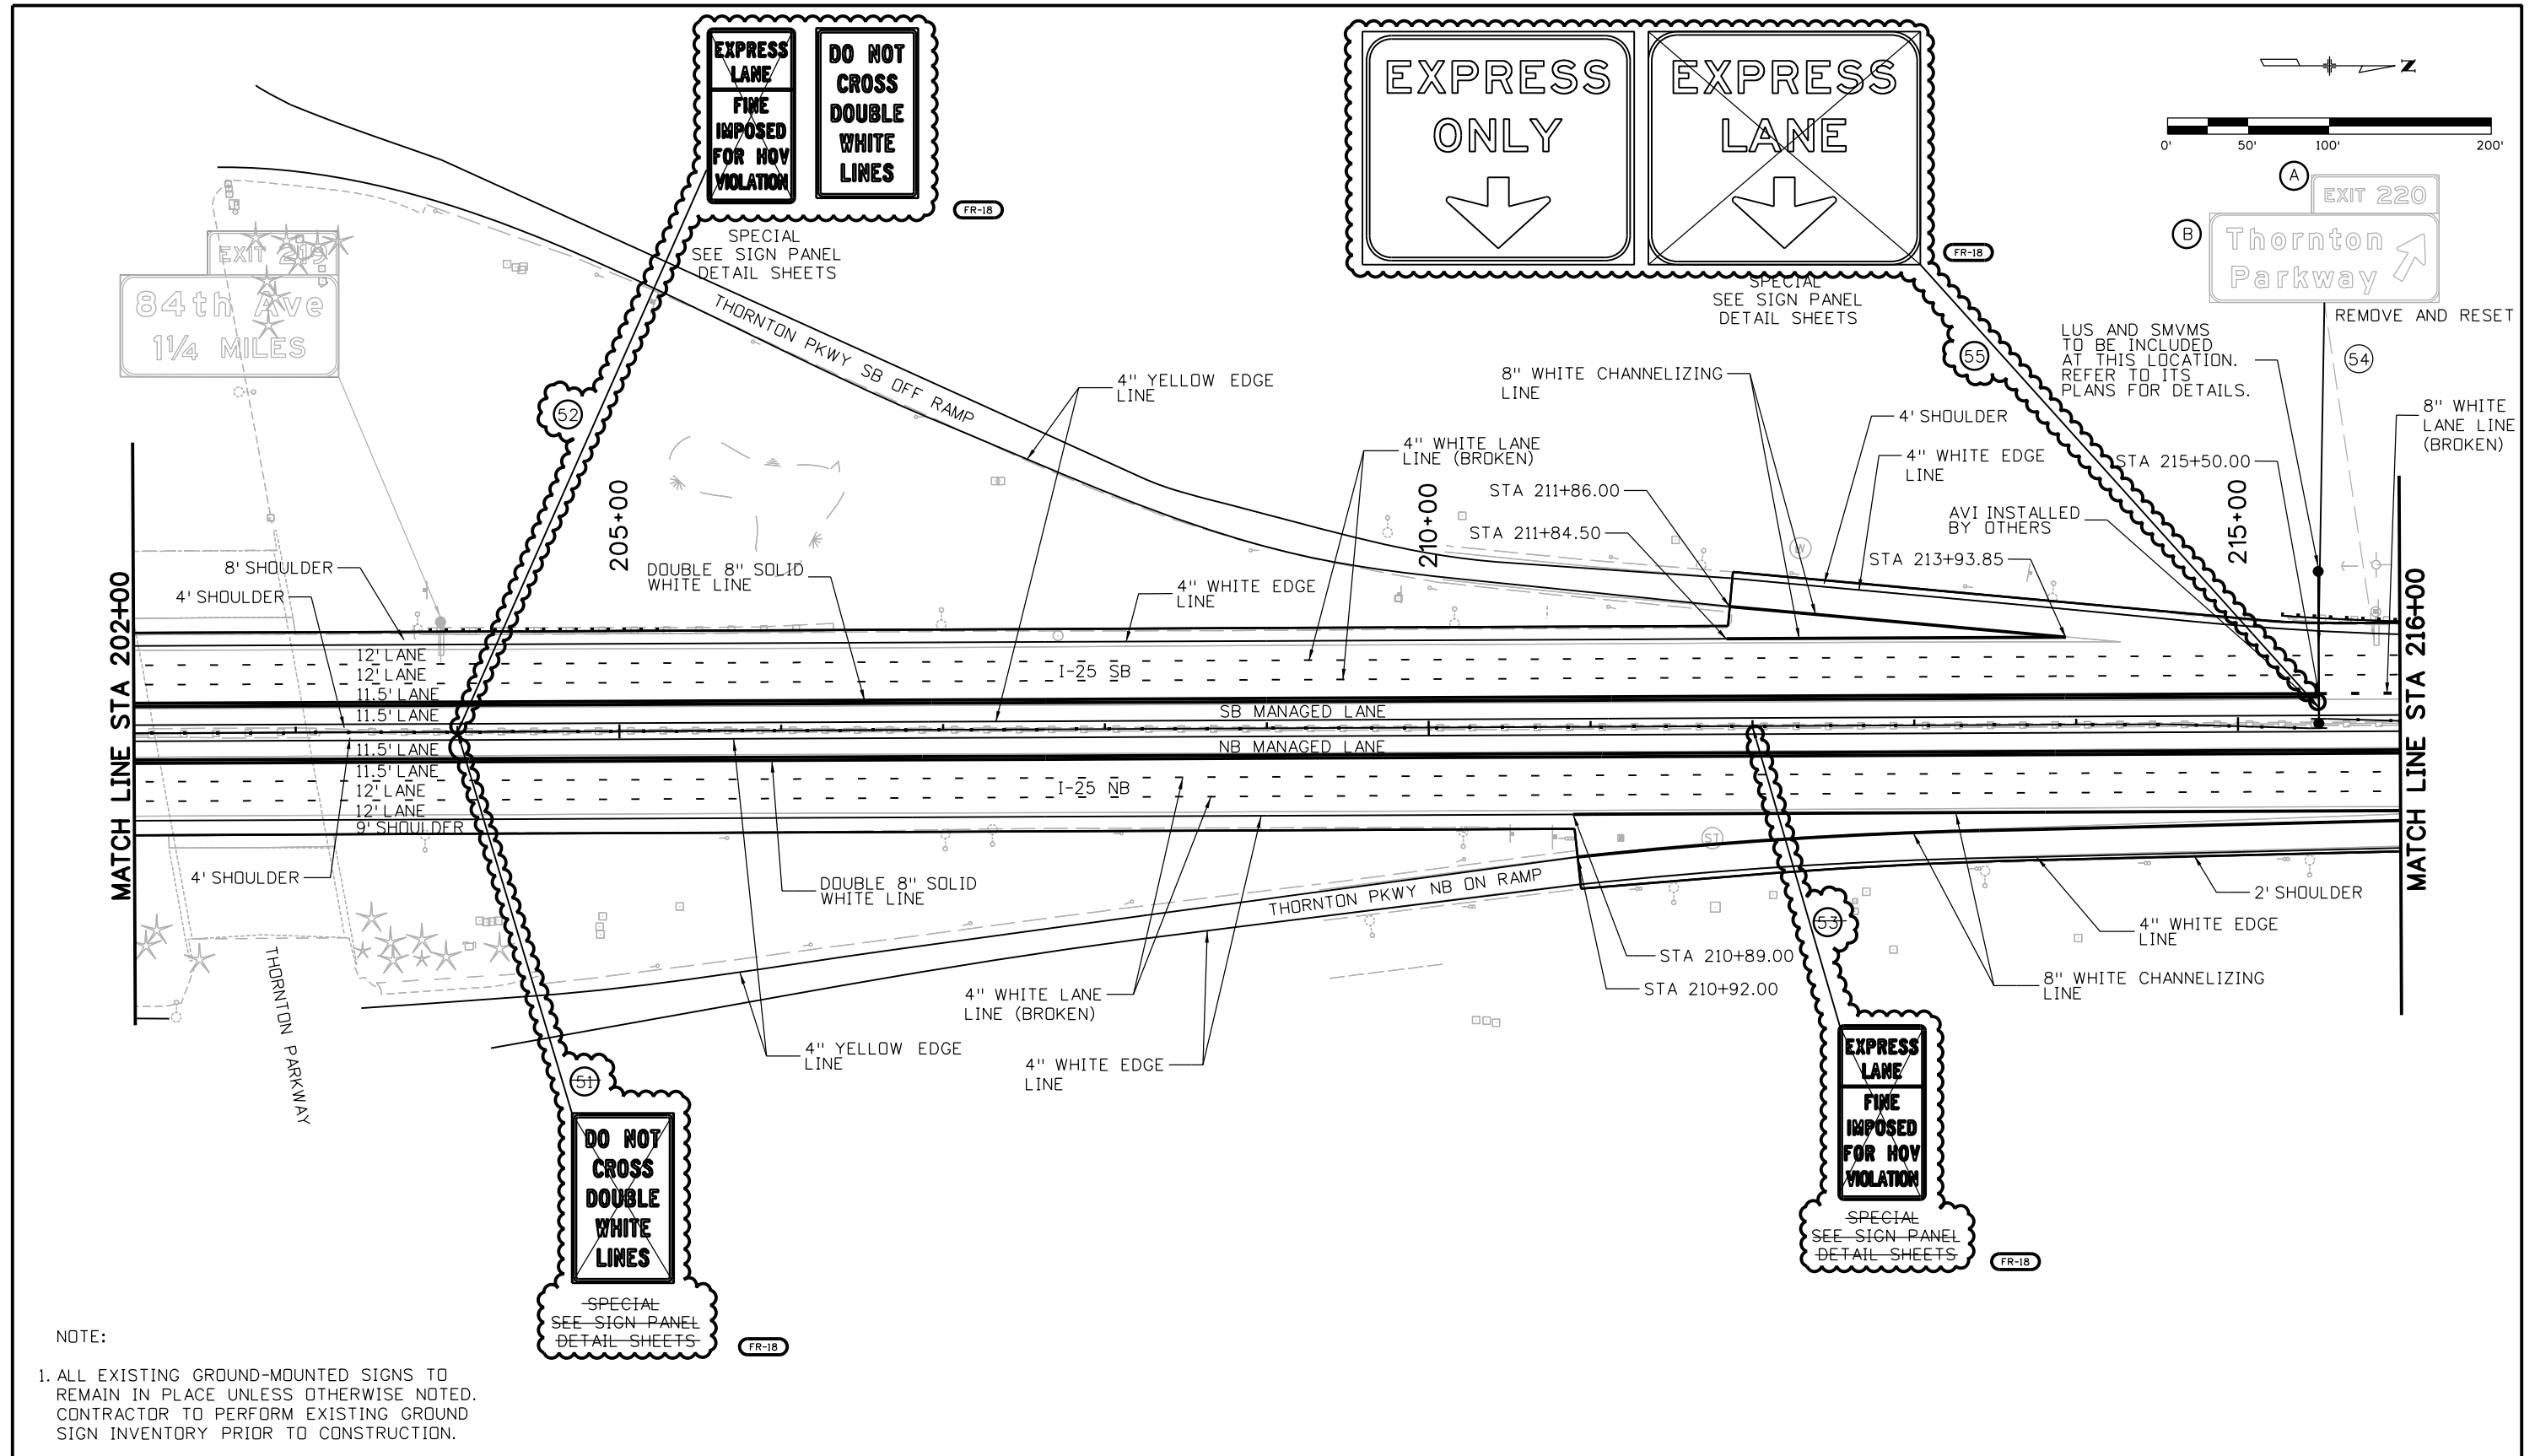 EXPRESS
LANE
FINE
IMPOSED
FOR HOV
VIOLATION
DO NOT
CROSS
DOUBLE
WHITE
LINES
FR-18
SPECIAL
SEE SIGN PANEL
DETAIL SHEETS
EXPRESS
ONLY
EXPRESS
LANE
FR-18
SPECIAL
SEE SIGN PANEL
DETAIL SHEETS
N
0'
50'
100'
200'
A
EXIT 220
B
Thornton
Parkway
REMOVE AND RESET
54
LUS AND SMVMS
TO BE INCLUDED
AT THIS LOCATION.
REFER TO ITS
PLANS FOR DETAILS.
EXIT 219
84th Ave
1¼ MILES
THORNTON PKWY SB OFF RAMP
52
55
4" YELLOW EDGE
LINE
8" WHITE CHANNELIZING
LINE
4' SHOULDER
8" WHITE
LANE LINE
(BROKEN)
4" WHITE LANE
LINE (BROKEN)
4" WHITE EDGE
LINE
STA 215+50.00
STA 211+86.00
STA 211+84.50
AVI INSTALLED
BY OTHERS
STA 213+93.85
205+00
210+00
215+00
8' SHOULDER
4' SHOULDER
DOUBLE 8" SOLID
WHITE LINE
4" WHITE EDGE
LINE
MATCH LINE STA 202+00
MATCH LINE STA 216+00
12' LANE
12' LANE
11.5' LANE
11.5' LANE
11.5' LANE
11.5' LANE
12' LANE
12' LANE
9' SHOULDER
I-25 SB
SB MANAGED LANE
NB MANAGED LANE
I-25 NB
ST
4' SHOULDER
DOUBLE 8" SOLID
WHITE LINE
THORNTON PKWY NB ON RAMP
2' SHOULDER
53
4" WHITE EDGE
LINE
STA 210+89.00
STA 210+92.00
8" WHITE CHANNELIZING
LINE
4" WHITE LANE
LINE (BROKEN)
4" YELLOW EDGE
LINE
4" WHITE EDGE
LINE
THORNTON PARKWAY
51
DO NOT
CROSS
DOUBLE
WHITE
LINES
SPECIAL
SEE SIGN PANEL
DETAIL SHEETS
FR-18
EXPRESS
LANE
FINE
IMPOSED
FOR HOV
VIOLATION
SPECIAL
SEE SIGN PANEL
DETAIL SHEETS
FR-18
NOTE:
1. ALL EXISTING GROUND-MOUNTED SIGNS TO
REMAIN IN PLACE UNLESS OTHERWISE NOTED.
CONTRACTOR TO PERFORM EXISTING GROUND
SIGN INVENTORY PRIOR TO CONSTRUCTION.